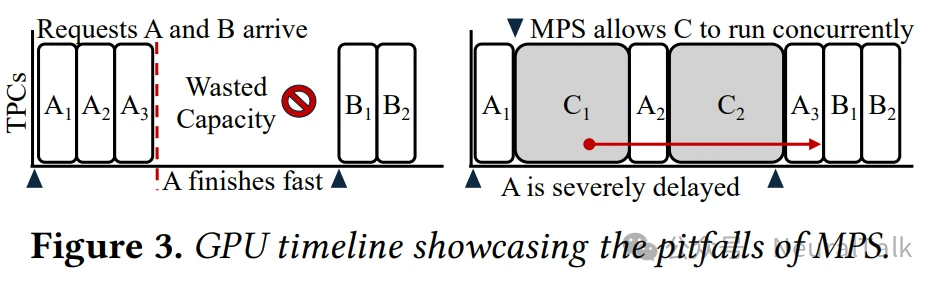 Requests A and B arrive
MPS allows C to run concurrently
TPCs
A1 A2 A3
Wasted
Capacity
B1 B2
A1 C1 A2 C2 A3 B1 B2
A finishes fast
A is severely delayed
Figure 3. GPU timeline showcasing the pitfalls of MPS.
NeuralTalk